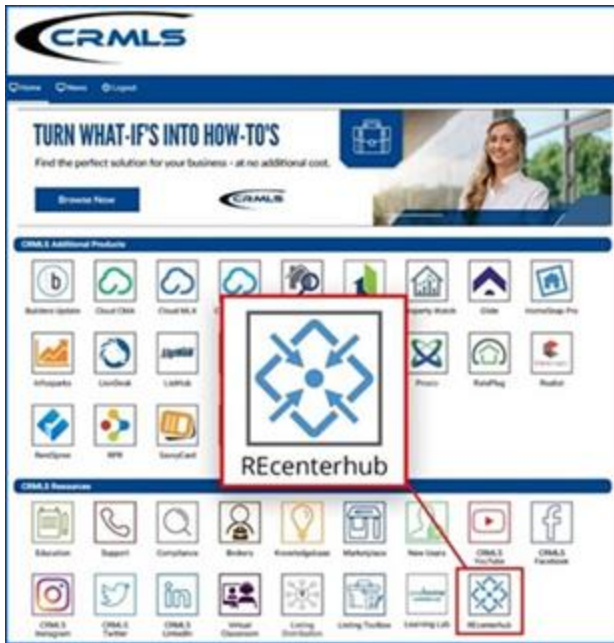 CRMLS
Home News Logout
TURN WHAT-IF'S INTO HOW-TO'S
Find the perfect solution for your business - at no additional cost.
Browse Now
CRMLS
CRMLS Additional Products
Builders Update Cloud CMA Cloud MLX Property Watch Glide HomeSnap Pro
Infosparks LionDesk ListHub Prosco RatePlug Realist
RentSpree RPR SavvyCard
REcenterhub
CRMLS Resources
Education Support Compliance Brokers Knowledgebase Marketplace New Users CRMLS YouTube CRMLS Facebook
CRMLS Instagram CRMLS Twitter CRMLS LinkedIn Virtual Classroom Listing Distribution Listing Toolbox Learning Lab REcenterhub